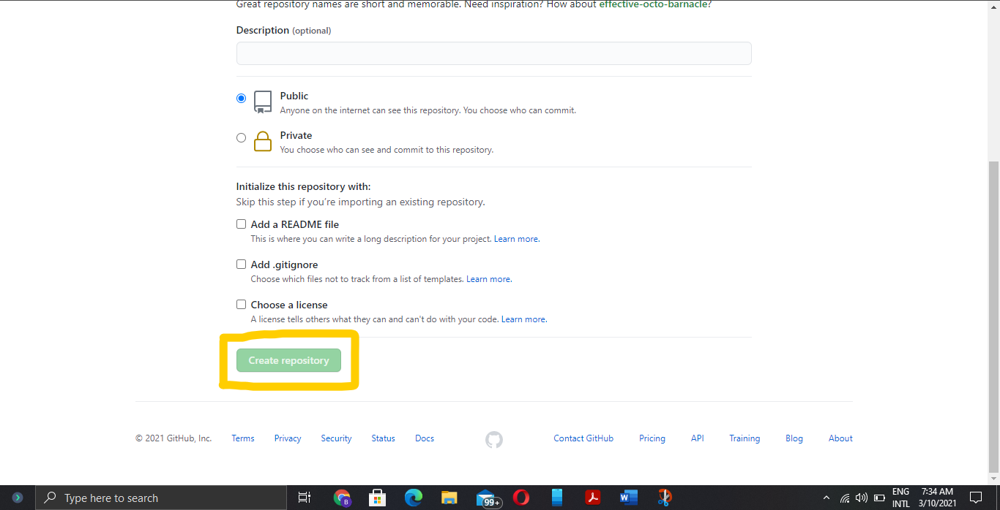 Great repository names are short and memorable. Need inspiration? How about effective-octo-barnacle?
Description (optional)
Public
Anyone on the internet can see this repository. You choose who can commit.
Private
You choose who can see and commit to this repository.
Initialize this repository with:
Skip this step if you're importing an existing repository.
Add a README file
This is where you can write a long description for your project. Learn more.
Add .gitignore
Choose which files not to track from a list of templates. Learn more.
Choose a license
A license tells others what they can and can't do with your code. Learn more.
Create repository
© 2021 GitHub, Inc. Terms Privacy Security Status Docs Contact GitHub Pricing API Training Blog About
Type here to search
B
99+
W
ENG
INTL
7:34 AM
3/10/2021